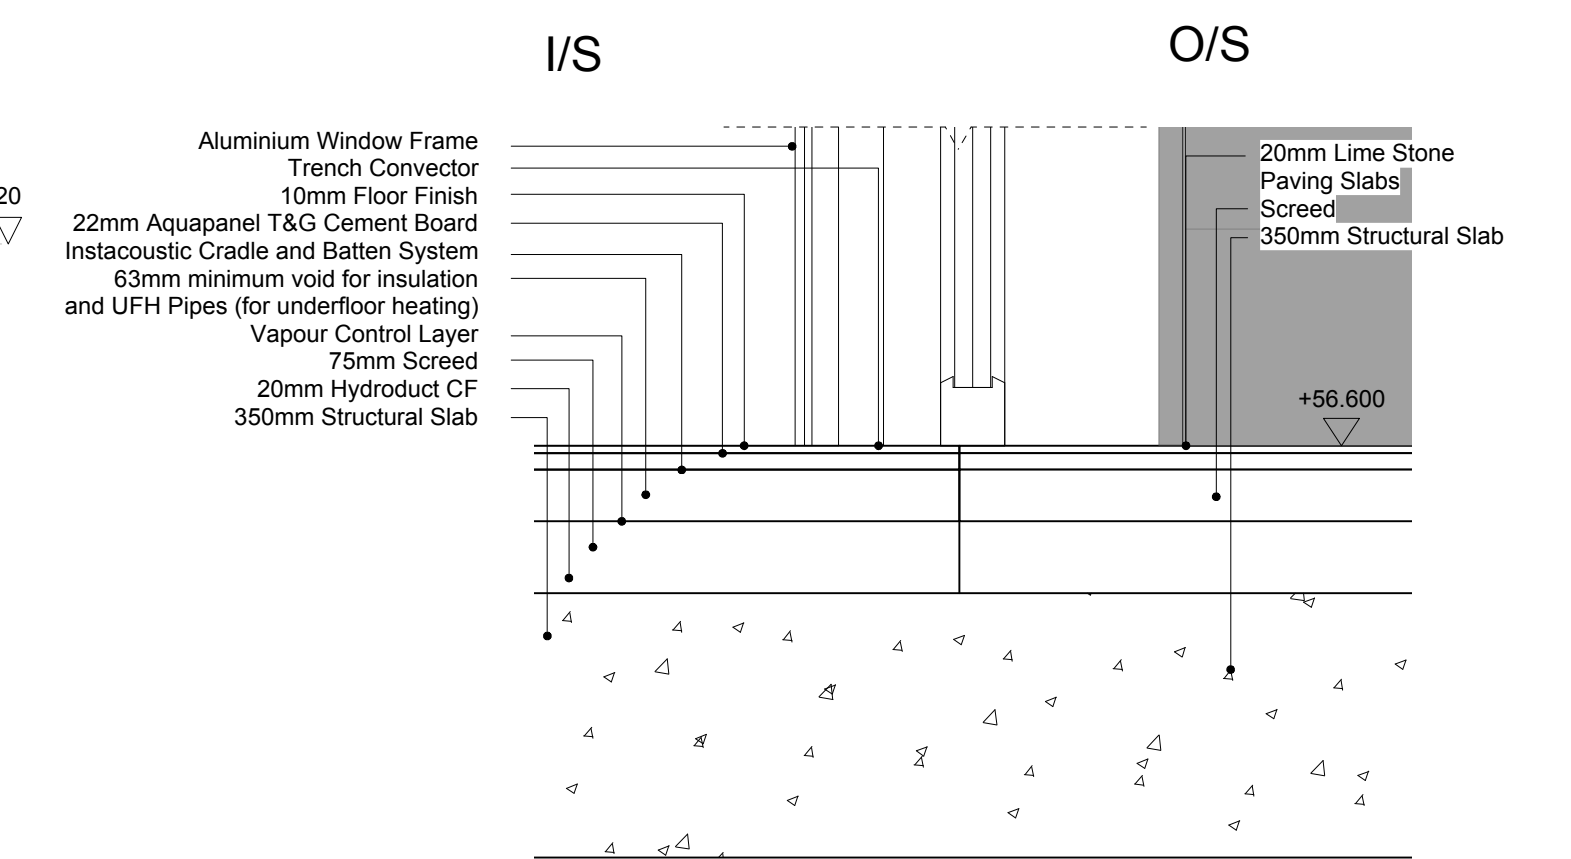 I/S
O/S
Aluminium Window Frame
Trench Convector
10mm Floor Finish
22mm Aquapanel T&G Cement Board
Instacoustic Cradle and Batten System
63mm minimum void for insulation
and UFH Pipes (for underfloor heating)
Vapour Control Layer
75mm Screed
20mm Hydroduct CF
350mm Structural Slab
20
20mm Lime Stone
Paving Slabs
Screed
350mm Structural Slab
+56.600